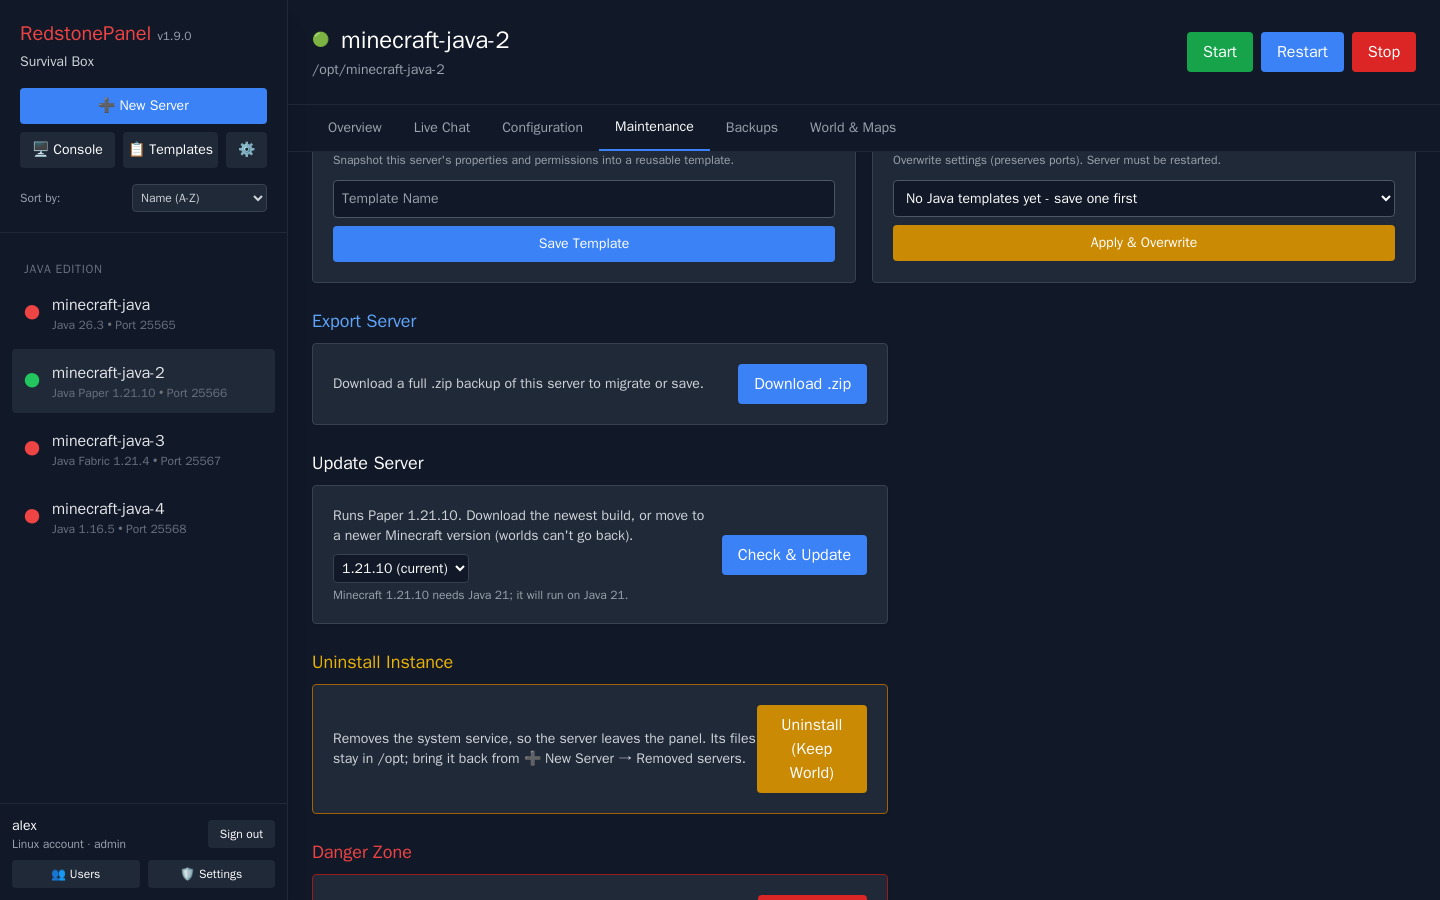 RedstonePanel v1.9.0
Survival Box
➕ New Server
🖥️ Console
📋 Templates
⚙️
Sort by:
Name (A-Z)
JAVA EDITION
minecraft-java
Java 26.3 • Port 25565
minecraft-java-2
Java Paper 1.21.10 • Port 25566
minecraft-java-3
Java Fabric 1.21.4 • Port 25567
minecraft-java-4
Java 1.16.5 • Port 25568
alex
Linux account · admin
Sign out
👥 Users
🛡️ Settings
minecraft-java-2
/opt/minecraft-java-2
Start
Restart
Stop
Overview
Live Chat
Configuration
Maintenance
Backups
World & Maps
Snapshot this server's properties and permissions into a reusable template.
Template Name
Save Template
Overwrite settings (preserves ports). Server must be restarted.
No Java templates yet - save one first
Apply & Overwrite
Export Server
Download a full .zip backup of this server to migrate or save.
Download .zip
Update Server
Runs Paper 1.21.10. Download the newest build, or move to
a newer Minecraft version (worlds can't go back).
1.21.10 (current)
Minecraft 1.21.10 needs Java 21; it will run on Java 21.
Check & Update
Uninstall Instance
Removes the system service, so the server leaves the panel. Its files
stay in /opt; bring it back from ➕ New Server → Removed servers.
Uninstall
(Keep
World)
Danger Zone